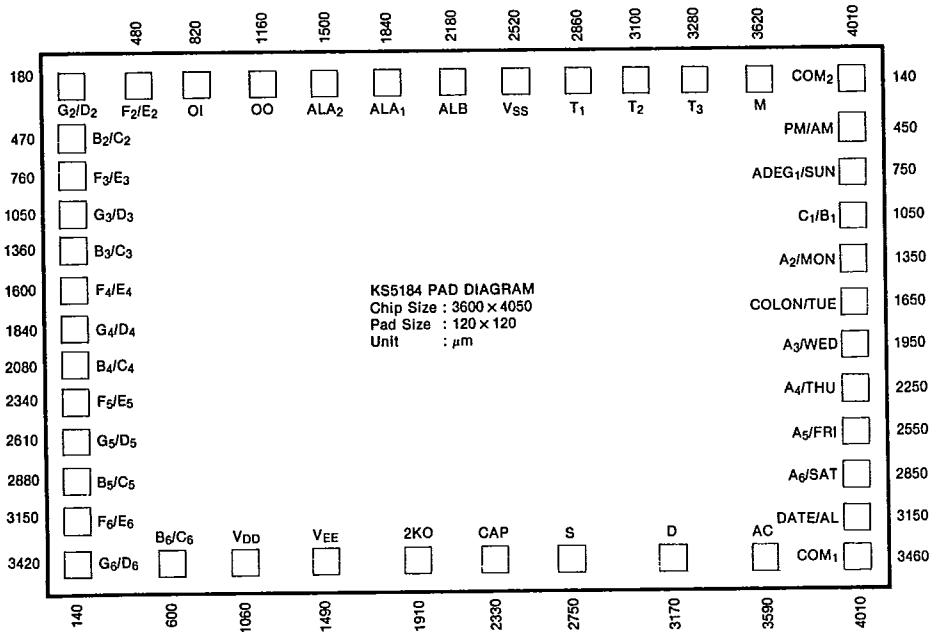 480 820 1160 1500 1840 2180 2520 2860 3100 3280 3620 4010
180 COM2 140
G2/D2 F2/E2 OI OO ALA2 ALA1 ALB VSS T1 T2 T3 M
470 B2/C2 PM/AM 450
760 F3/E3 ADEG1/SUN 750
1050 G3/D3 C1/B1 1050
1360 B3/C3 A2/MON 1350
KS5184 PAD DIAGRAM
Chip Size : 3600 × 4050
Pad Size : 120 × 120
Unit : μm
1600 F4/E4 COLON/TUE 1650
1840 G4/D4 A3/WED 1950
2080 B4/C4 A4/THU 2250
2340 F5/E5 A5/FRI 2550
2610 G5/D5 A6/SAT 2850
2880 B5/C5 DATE/AL 3150
3150 F6/E6
B6/C6 VDD VEE 2KO CAP S D AC
3420 G6/D6 COM1 3460
140 600 1060 1490 1910 2330 2750 3170 3590 4010